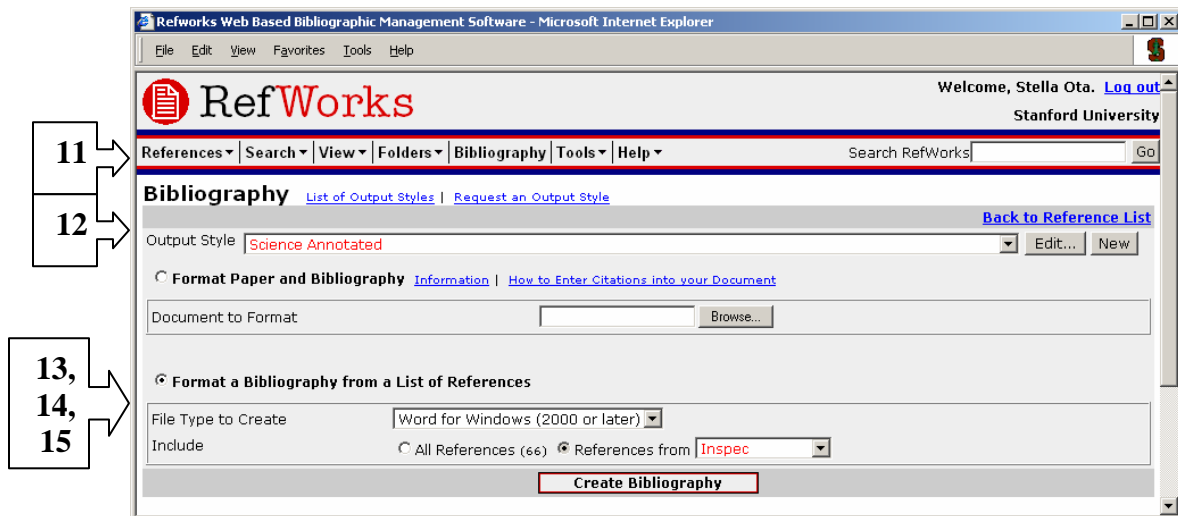 Refworks Web Based Bibliographic Management Software - Microsoft Internet Explorer
File Edit View Favorites Tools Help
RefWorks
Welcome, Stella Ota. Log out
Stanford University
11
References Search View Folders Bibliography Tools Help Search RefWorks Go
Bibliography List of Output Styles | Request an Output Style
12
Back to Reference List
Output Style Science Annotated Edit... New
Format Paper and Bibliography Information | How to Enter Citations into your Document
Document to Format Browse...
13,
14,
15
Format a Bibliography from a List of References
File Type to Create Word for Windows (2000 or later)
Include All References (66) References from Inspec
Create Bibliography